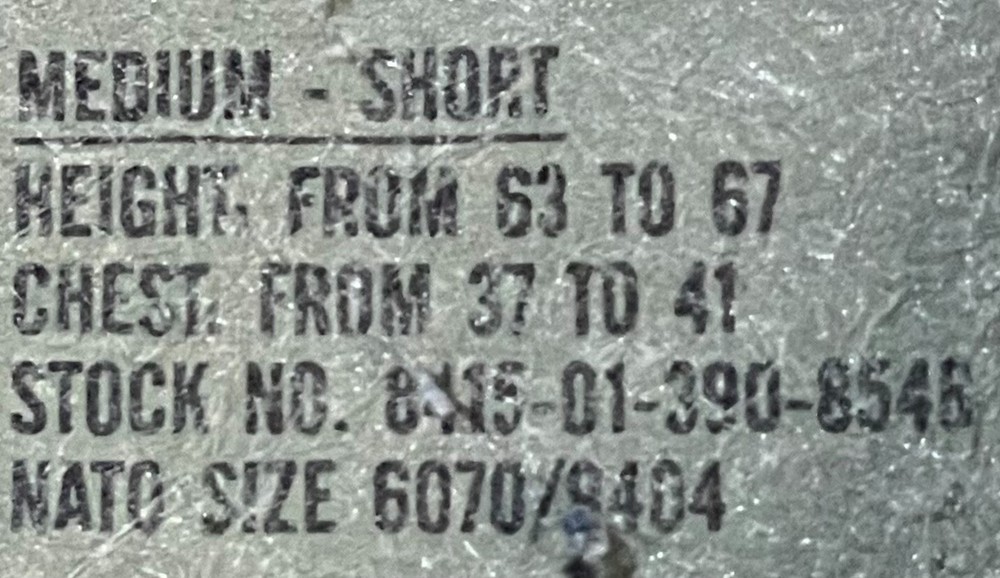 MEDIUM - SHORT
HEIGHT: FROM 63 TO 67
CHEST: FROM 37 TO 41
STOCK NO. 8415-01-390-8546
NATO SIZE 6070/9404